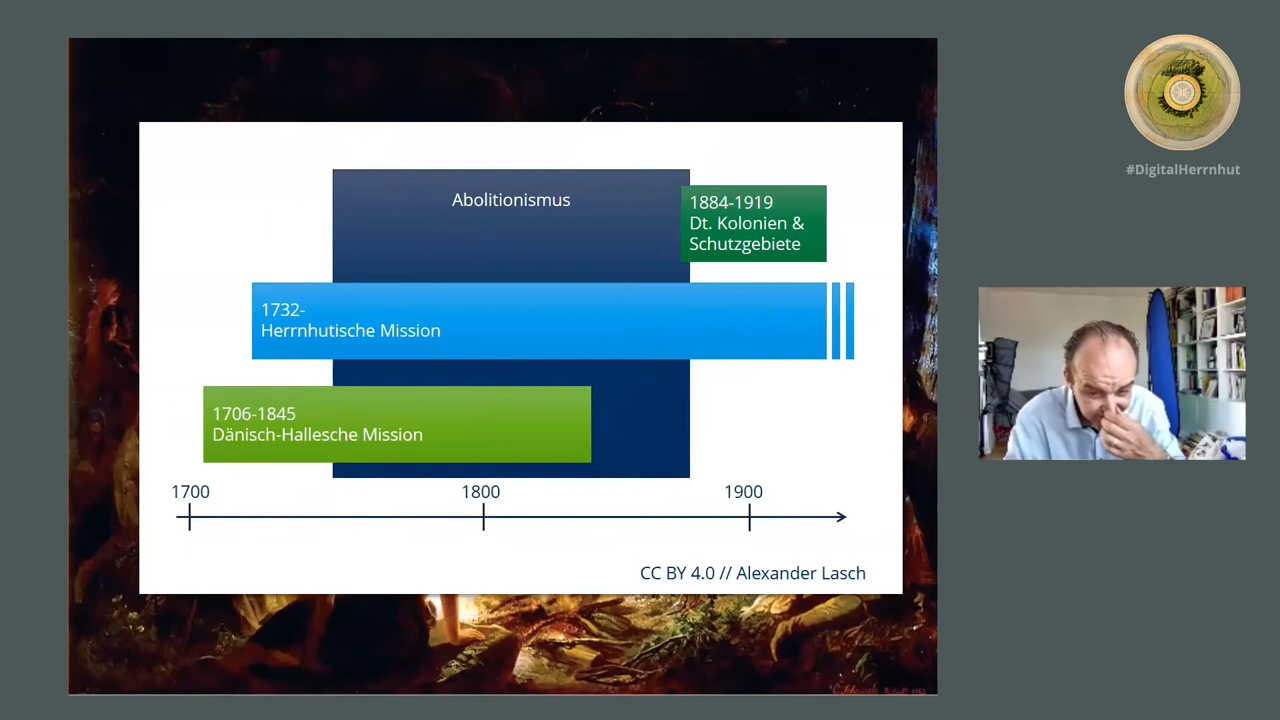 #DigitalHerrnhut
Abolitionismus
1884-1919
Dt. Kolonien &
Schutzgebiete
1732-
Herrnhutische Mission
1706-1845
Dänisch-Hallesche Mission
1700
1800
1900
CC BY 4.0 // Alexander Lasch